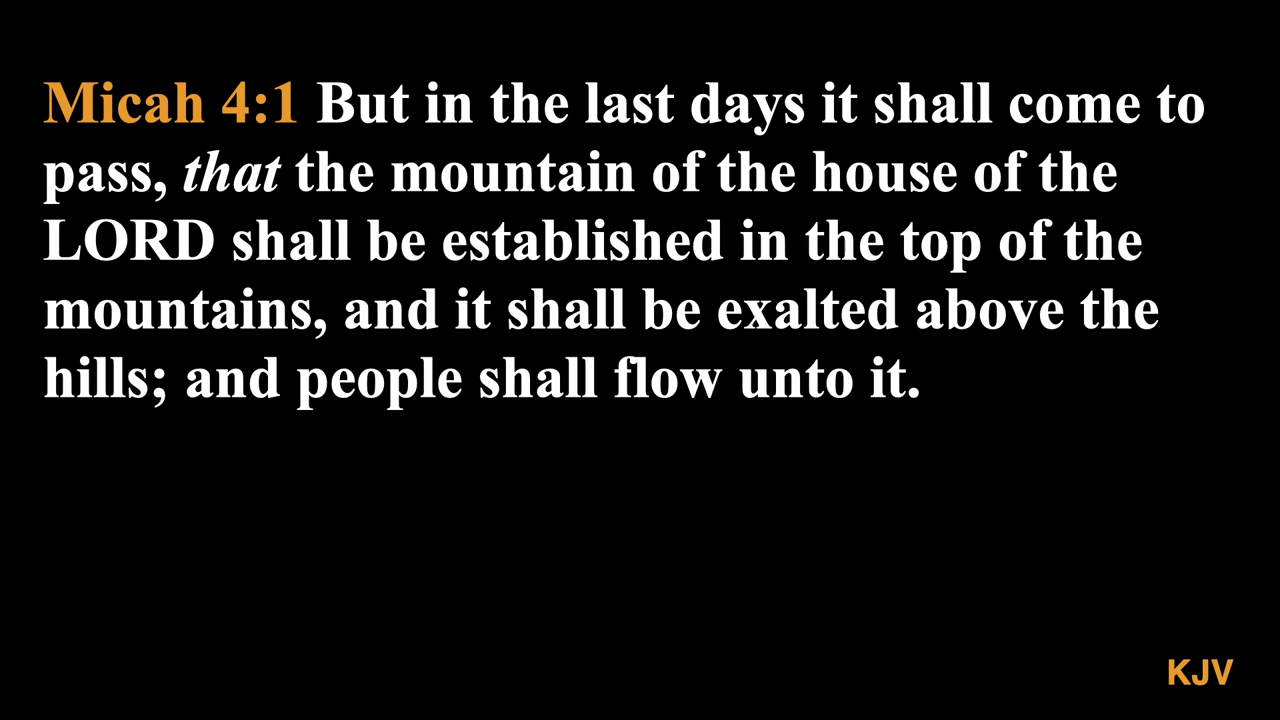 Micah 4:1 But in the last days it shall come to
pass, that the mountain of the house of the
LORD shall be established in the top of the
mountains, and it shall be exalted above the
hills; and people shall flow unto it.
KJV